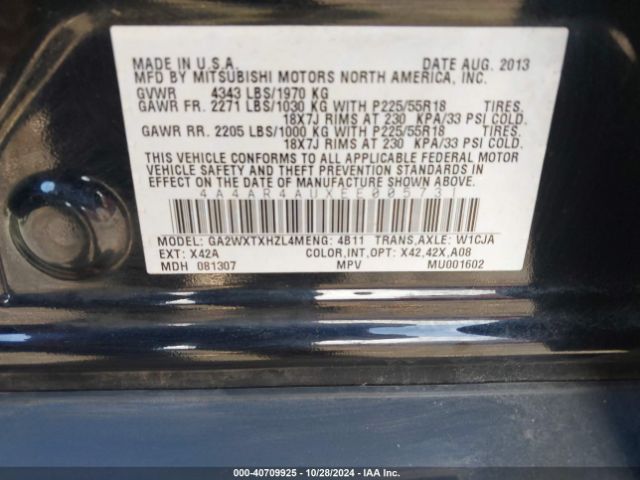 MADE IN U.S.A. DATE AUG. 2013
MFD BY MITSUBISHI MOTORS NORTH AMERICA, INC.
GVWR 4343 LBS/1970 KG
GAWR FR. 2271 LBS/1030 KG WITH P225/55R18 TIRES.
18X7J RIMS AT 230 KPA/33 PSI COLD.
GAWR RR. 2205 LBS/1000 KG WITH P225/55R18 TIRES.
18X7J RIMS AT 230 KPA/33 PSI COLD.
THIS VEHICLE CONFORMS TO ALL APPLICABLE FEDERAL MOTOR
VEHICLE SAFETY AND THEFT PREVENTION STANDARDS IN
EFFECT ON THE DATE OF MANUFACTURE SHOWN ABOVE.
4A4AR4AUXEE005731
MODEL: GA2WXTXHZL4M ENG: 4B11 TRANS,AXLE: W1CJA
EXT: X42A COLOR,INT,OPT: X42,42X,A08
MDH 081307 MPV MU001602
000-40709925 - 10/28/2024 - IAA Inc.